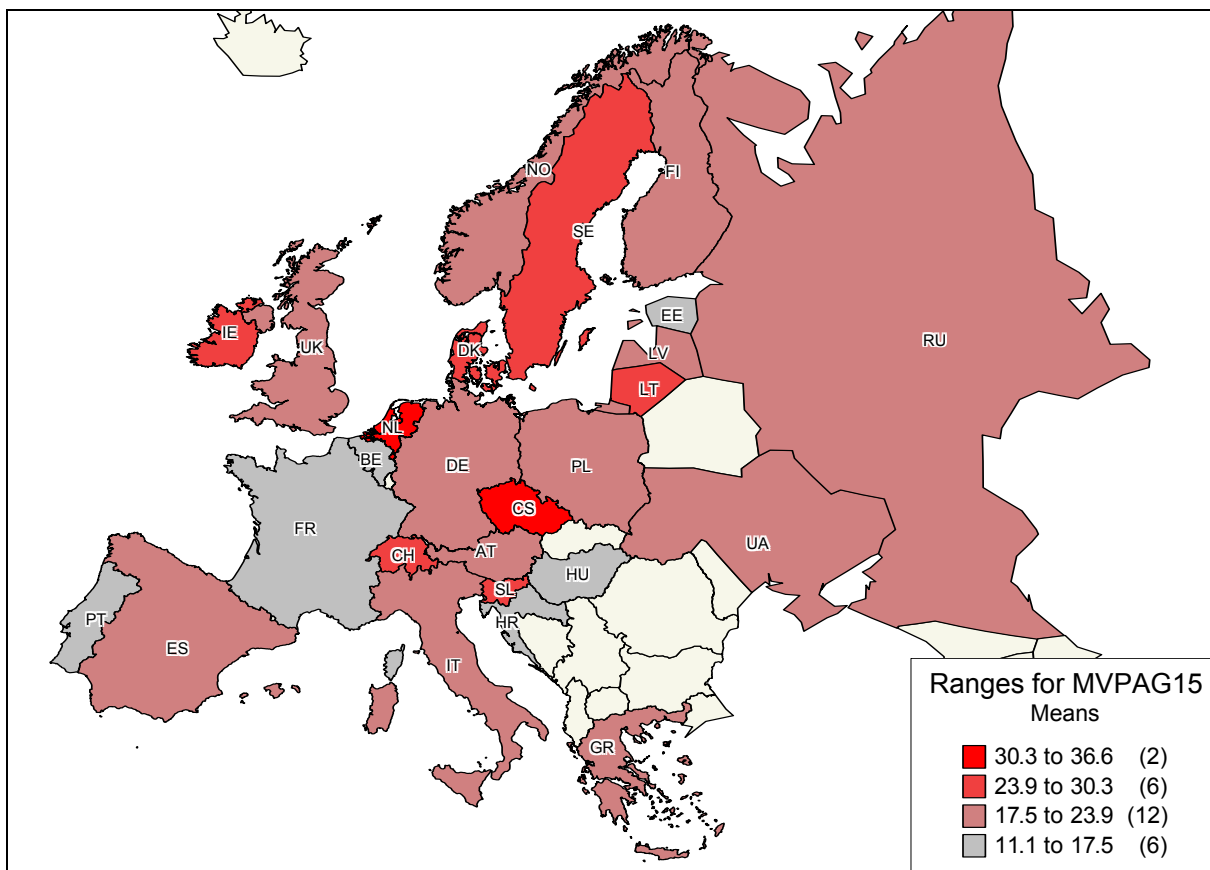 NO
FI
SE
IE
UK
DK
EE
LV
LT
RU
NL
BE
DE
PL
CS
FR
CH
AT
UA
SL
HU
HR
PT
ES
IT
GR
Ranges for MVPAG15
Means
30.3 to 36.6 (2)
23.9 to 30.3 (6)
17.5 to 23.9 (12)
11.1 to 17.5 (6)